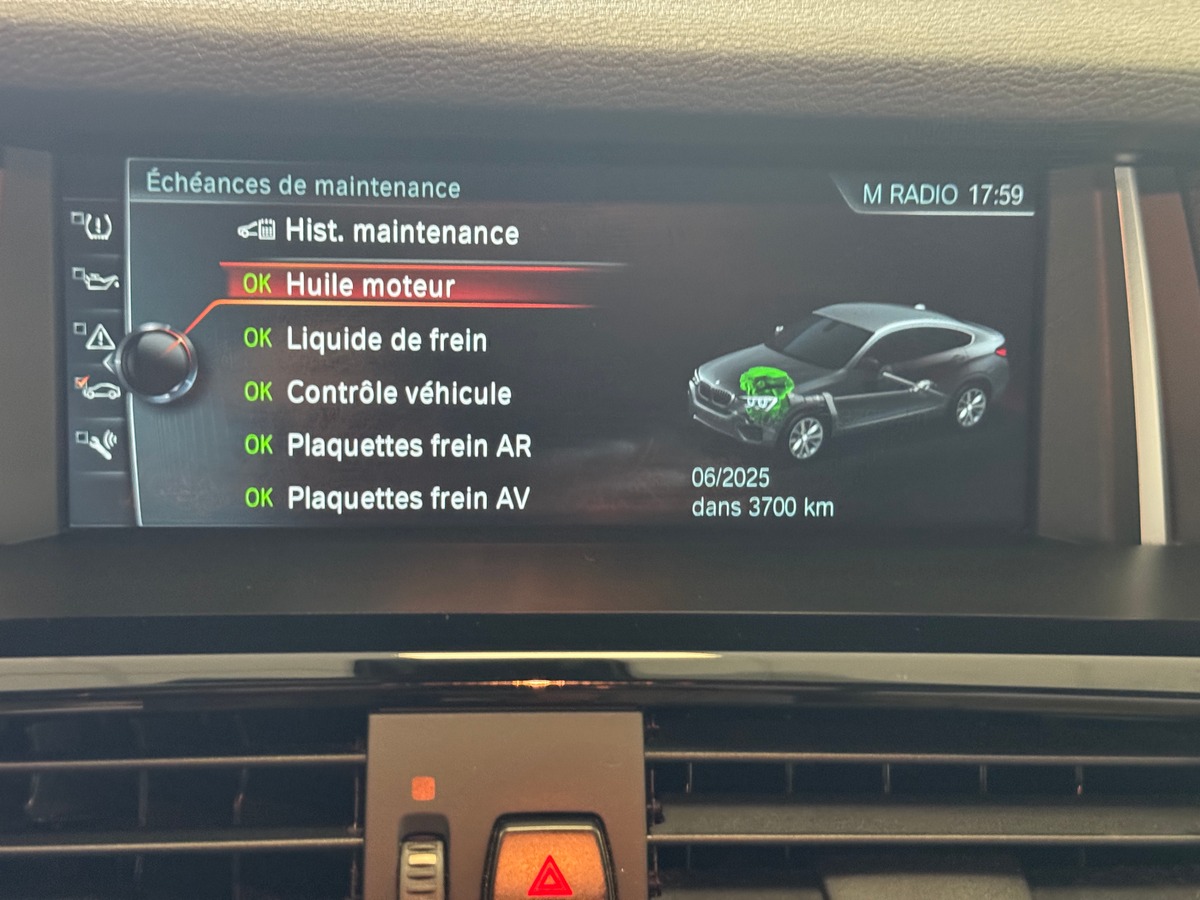 Échéances de maintenance
M RADIO 17:59
Hist. maintenance
OK Huile moteur
OK Liquide de frein
OK Contrôle véhicule
OK Plaquettes frein AR
OK Plaquettes frein AV
06/2025
dans 3700 km